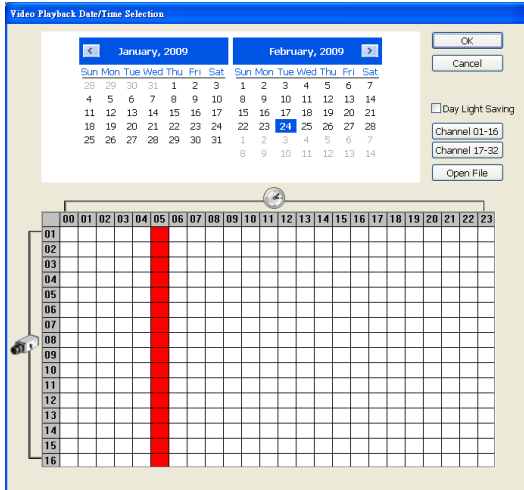 Video Playback Date/Time Selection
January, 2009
Sun Mon Tue Wed Thu Fri Sat
28 29 30 31 1 2 3
4 5 6 7 8 9 10
11 12 13 14 15 16 17
18 19 20 21 22 23 24
25 26 27 28 29 30 31
February, 2009
Sun Mon Tue Wed Thu Fri Sat
1 2 3 4 5 6 7
8 9 10 11 12 13 14
15 16 17 18 19 20 21
22 23 24 25 26 27 28
1 2 3 4 5 6 7
8 9 10 11 12 13 14
OK
Cancel
Day Light Saving
Channel 01-16
Channel 17-32
Open File
00 01 02 03 04 05 06 07 08 09 10 11 12 13 14 15 16 17 18 19 20 21 22 23
01
02
03
04
05
06
07
08
09
10
11
12
13
14
15
16